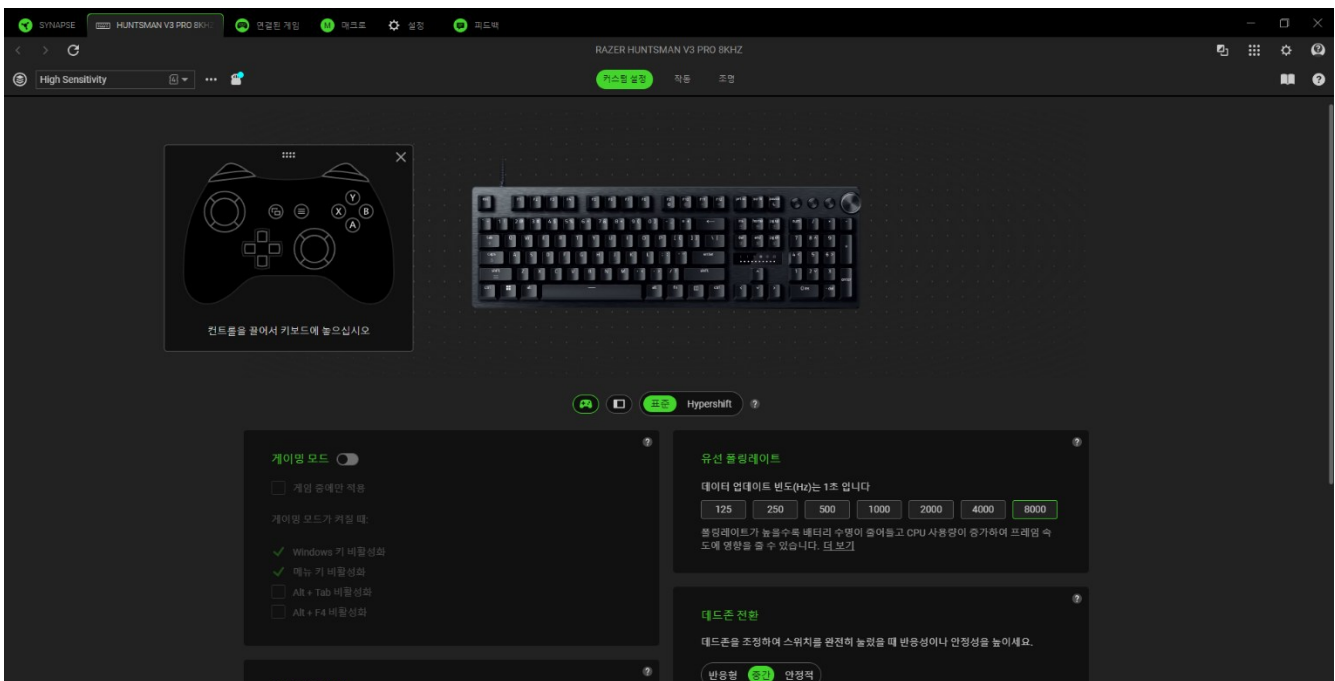 SYNAPSE
HUNTSMAN V3 PRO 8KHZ
연결된 게임
매크로
설정
피드백
RAZER HUNTSMAN V3 PRO 8KHZ
High Sensitivity
커스텀 설정
작동
조명
Y
X
B
A
컨트롤을 끌어서 키보드에 놓으십시오
표준
Hypershift
게이밍 모드
게임 중에만 적용
게이밍 모드가 켜질 때:
Windows 키 비활성화
메뉴 키 비활성화
Alt + Tab 비활성화
Alt + F4 비활성화
유선 폴링레이트
데이터 업데이트 빈도(Hz)는 1초 입니다
125 250 500 1000 2000 4000 8000
폴링레이트가 높을수록 배터리 수명이 줄어들고 CPU 사용량이 증가하여 프레임 속
도에 영향을 줄 수 있습니다. 더 보기
데드존 전환
데드존을 조정하여 스위치를 완전히 눌렀을 때 반응성이나 안정성을 높이세요.
반응형 중간 안정적